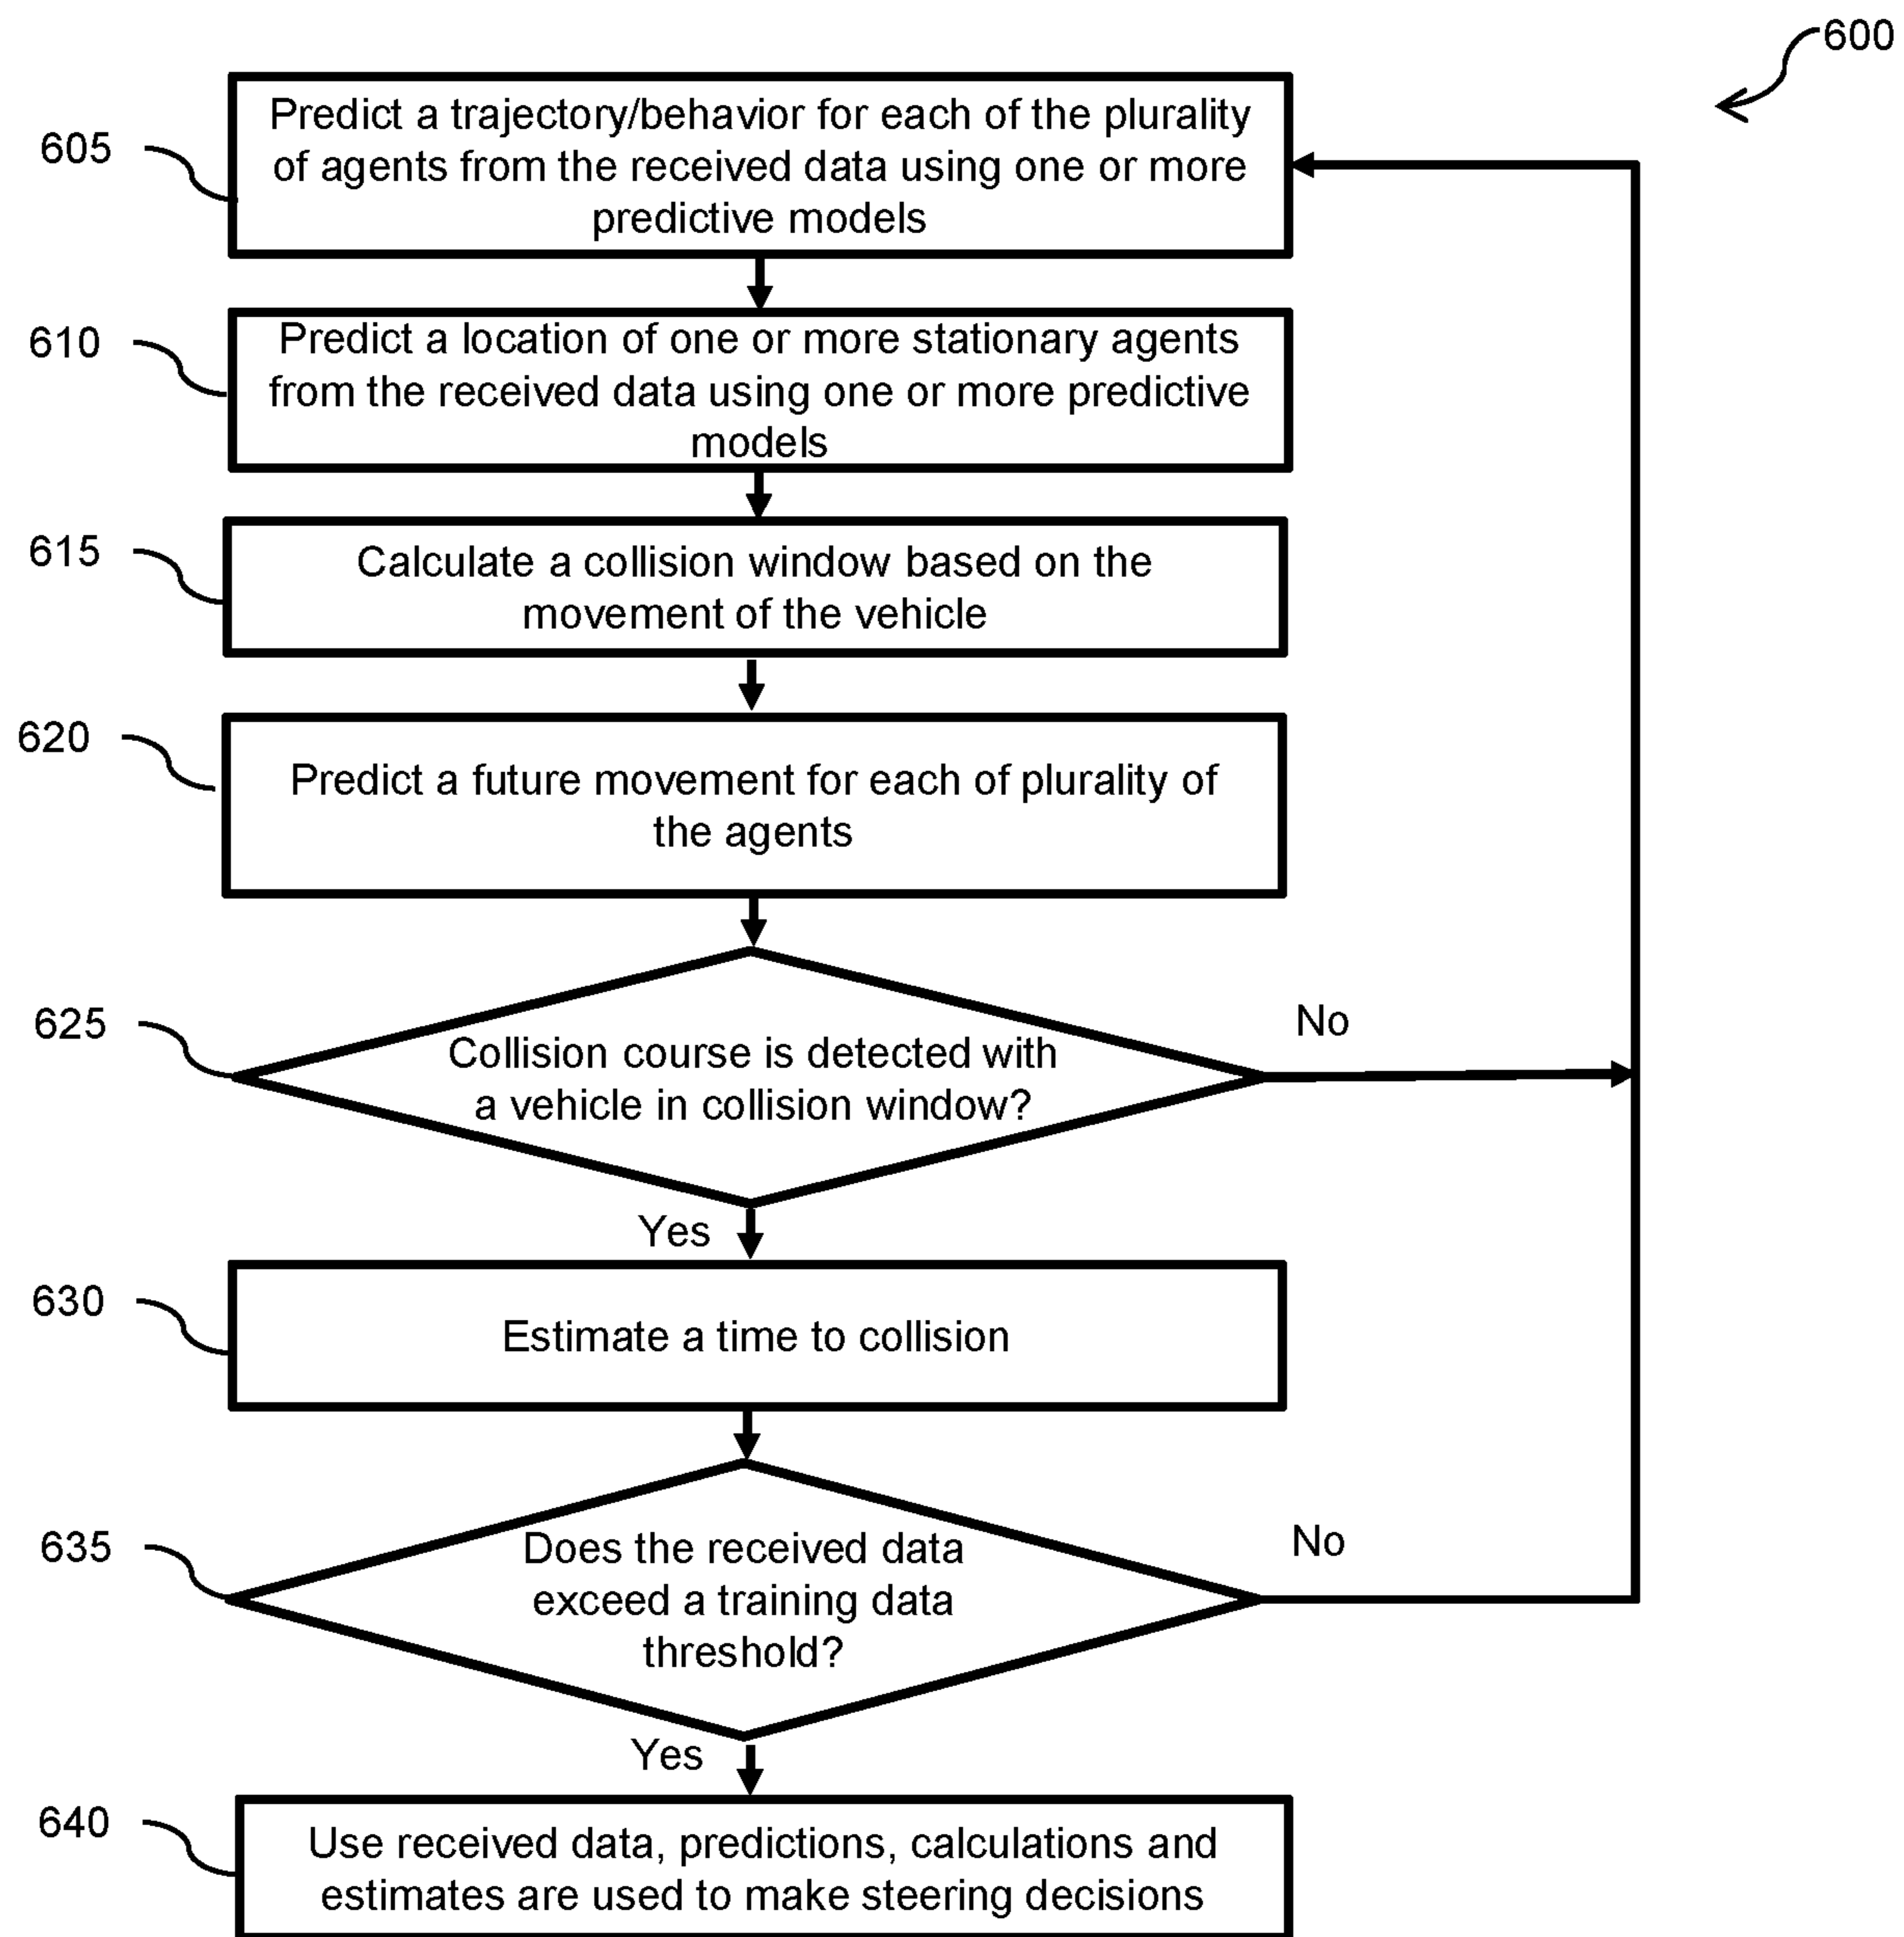 600
605
Predict a trajectory/behavior for each of the plurality
of agents from the received data using one or more
predictive models
610
Predict a location of one or more stationary agents
from the received data using one or more predictive
models
615
Calculate a collision window based on the
movement of the vehicle
620
Predict a future movement for each of plurality of
the agents
625
Collision course is detected with
a vehicle in collision window?
No
Yes
630
Estimate a time to collision
635
Does the received data
exceed a training data
threshold?
No
Yes
640
Use received data, predictions, calculations and
estimates are used to make steering decisions